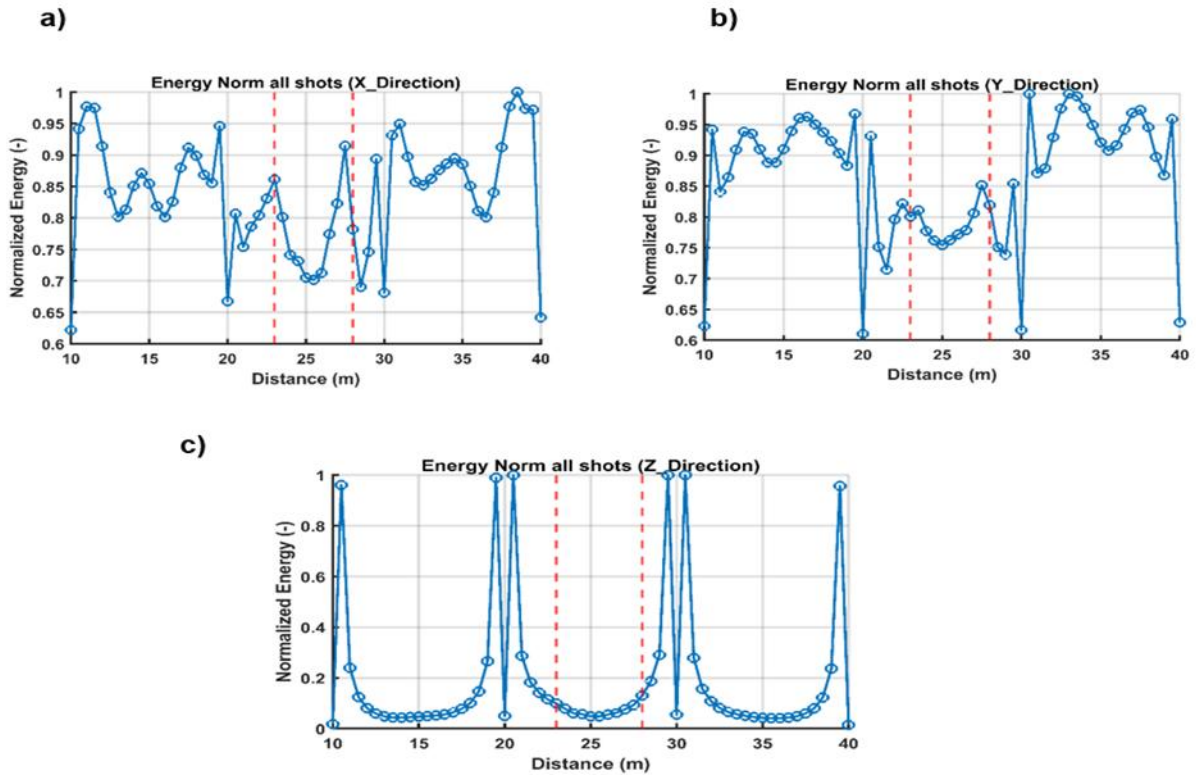 a)
b)
Energy Norm all shots (X_Direction)
Normalized Energy (-)
1
0.95
0.9
0.85
0.8
0.75
0.7
0.65
0.6
10 15 20 25 30 35 40
Distance (m)
Energy Norm all shots (Y_Direction)
Normalized Energy (-)
1
0.95
0.9
0.85
0.8
0.75
0.7
0.65
0.6
10 15 20 25 30 35 40
Distance (m)
c)
Energy Norm all shots (Z_Direction)
Normalized Energy (-)
1
0.8
0.6
0.4
0.2
0
10 15 20 25 30 35 40
Distance (m)